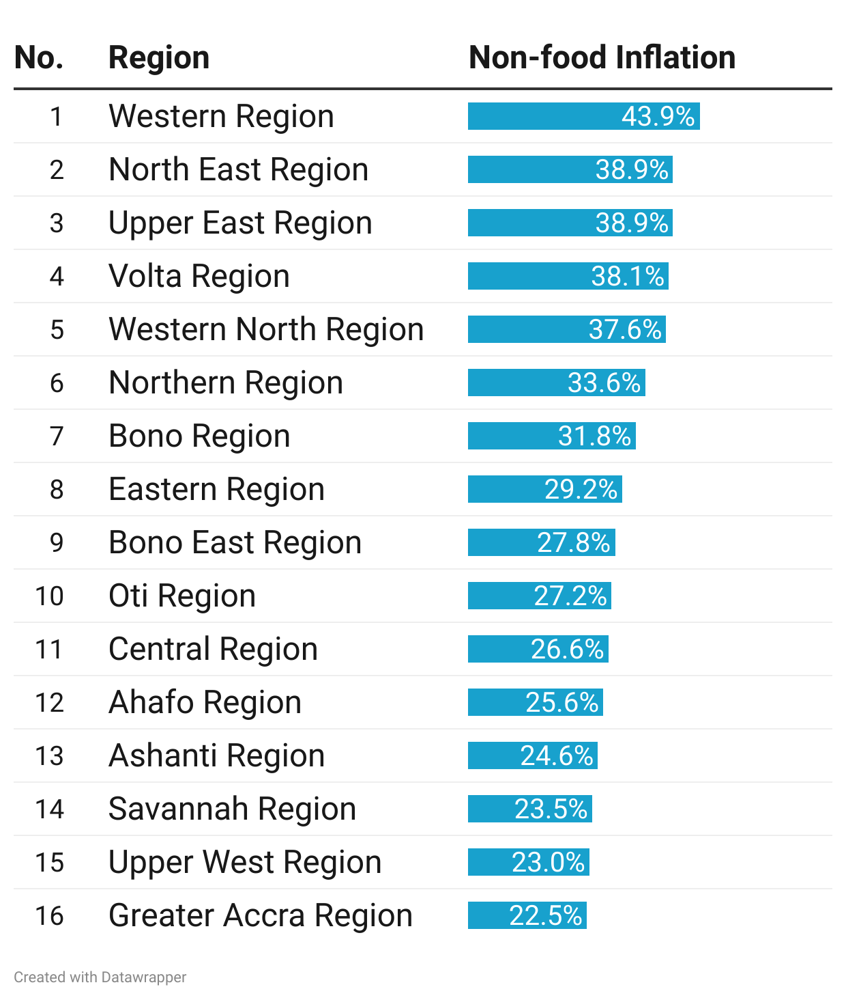 No. Region Non-food Inflation
1 Western Region 43.9%
2 North East Region 38.9%
3 Upper East Region 38.9%
4 Volta Region 38.1%
5 Western North Region 37.6%
6 Northern Region 33.6%
7 Bono Region 31.8%
8 Eastern Region 29.2%
9 Bono East Region 27.8%
10 Oti Region 27.2%
11 Central Region 26.6%
12 Ahafo Region 25.6%
13 Ashanti Region 24.6%
14 Savannah Region 23.5%
15 Upper West Region 23.0%
16 Greater Accra Region 22.5%
Created with Datawrapper